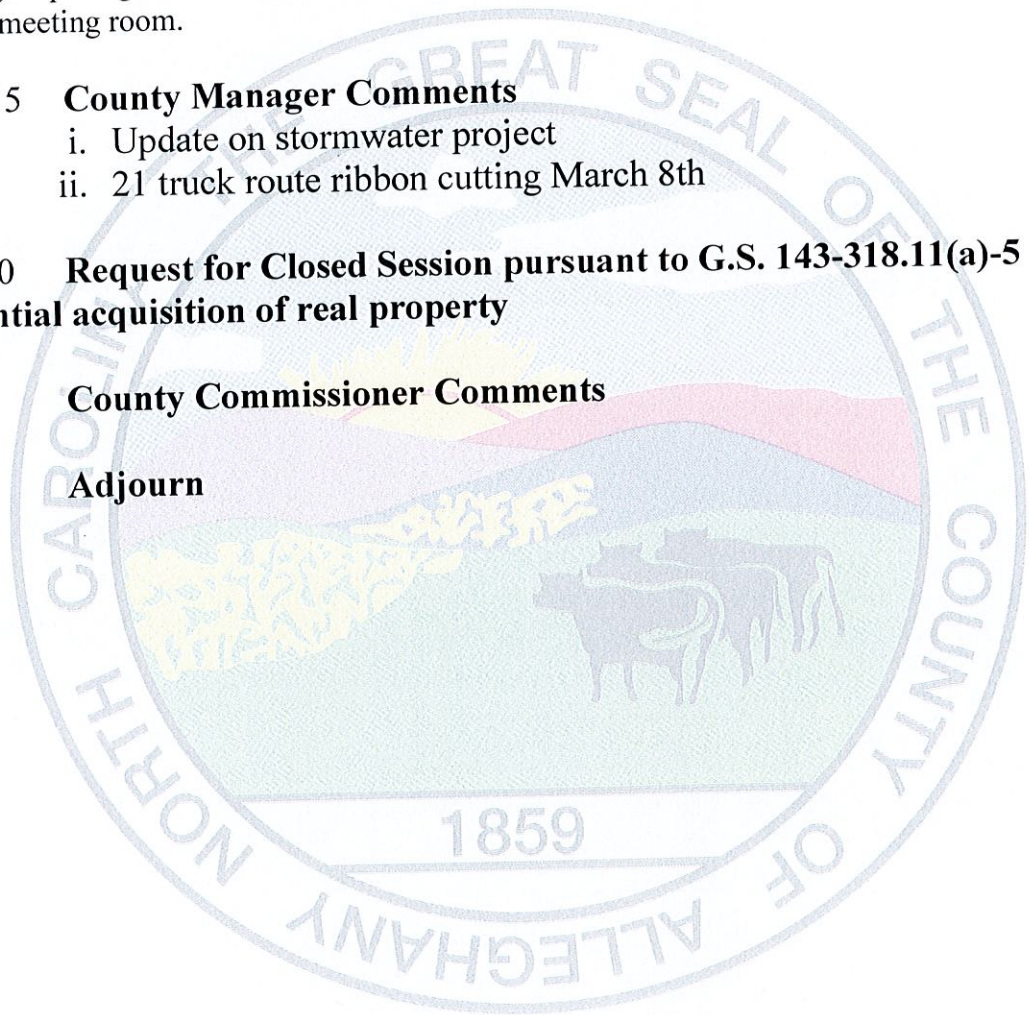 meeting room.
5 County Manager Comments
i. Update on stormwater project
ii. 21 truck route ribbon cutting March 8th
0 Request for Closed Session pursuant to G.S. 143-318.11(a)-5
ntial acquisition of real property
County Commissioner Comments
Adjourn
THE GREAT SEAL OF THE COUNTY OF ALLEGHANY NORTH CAROLINA
1859